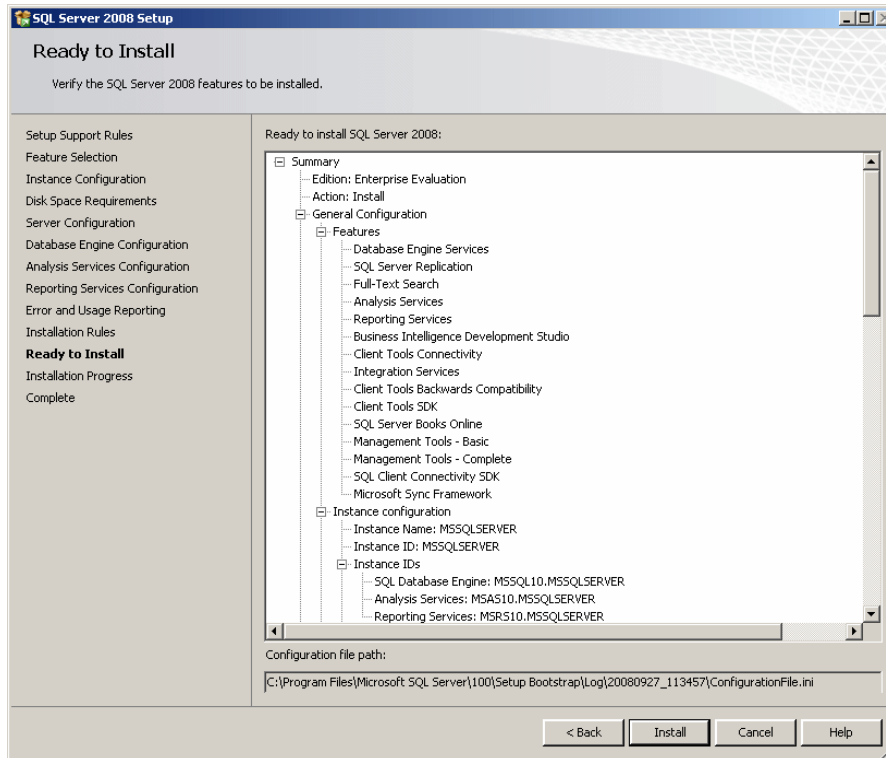 SQL Server 2008 Setup
Ready to Install
Verify the SQL Server 2008 features to be installed.
Setup Support Rules
Feature Selection
Instance Configuration
Disk Space Requirements
Server Configuration
Database Engine Configuration
Analysis Services Configuration
Reporting Services Configuration
Error and Usage Reporting
Installation Rules
Ready to Install
Installation Progress
Complete
Ready to install SQL Server 2008:
Summary
Edition: Enterprise Evaluation
Action: Install
General Configuration
Features
Database Engine Services
SQL Server Replication
Full-Text Search
Analysis Services
Reporting Services
Business Intelligence Development Studio
Client Tools Connectivity
Integration Services
Client Tools Backwards Compatibility
Client Tools SDK
SQL Server Books Online
Management Tools - Basic
Management Tools - Complete
SQL Client Connectivity SDK
Microsoft Sync Framework
Instance configuration
Instance Name: MSSQLSERVER
Instance ID: MSSQLSERVER
Instance IDs
SQL Database Engine: MSSQL10.MSSQLSERVER
Analysis Services: MSAS10.MSSQLSERVER
Reporting Services: MSRS10.MSSQLSERVER
Configuration file path:
C:\Program Files\Microsoft SQL Server\100\Setup Bootstrap\Log\20080927_113457\ConfigurationFile.ini
< Back
Install
Cancel
Help